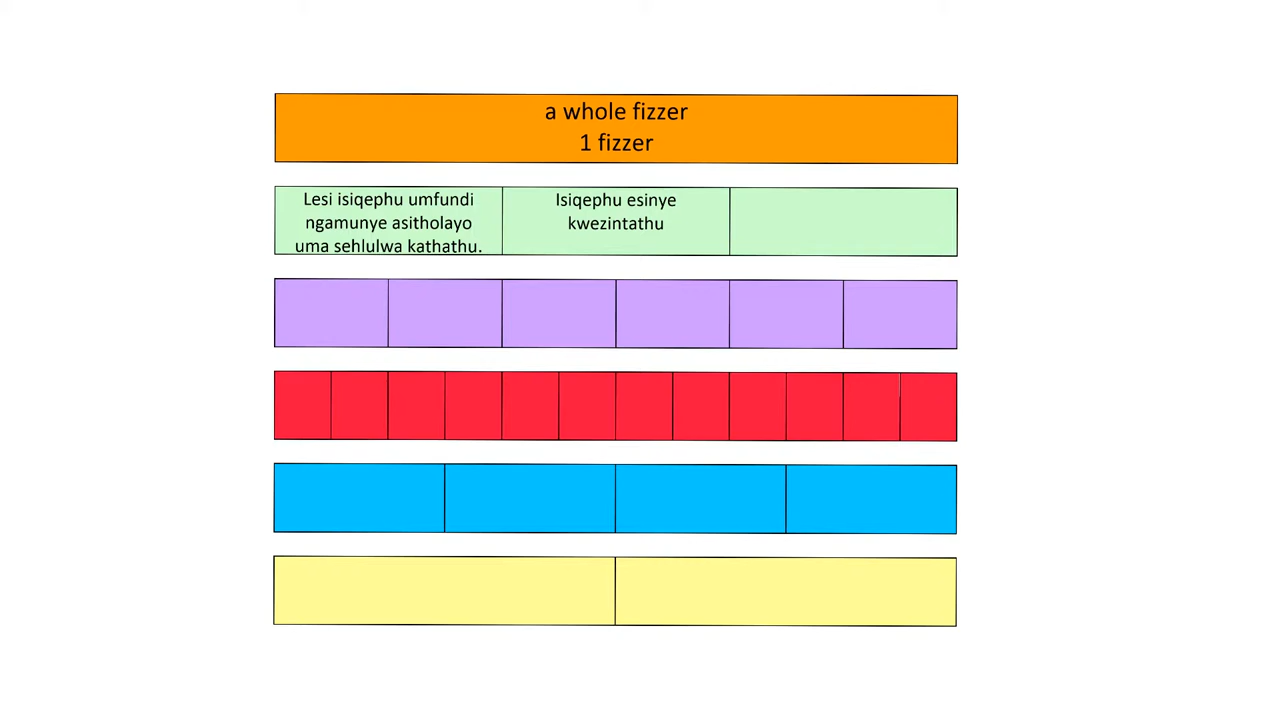 a whole fizzer
1 fizzer
Lesi isiqephu umfundi
ngamunye asitholayo
uma sehlulwa kathathu.
Isiqephu esinye
kwezintathu